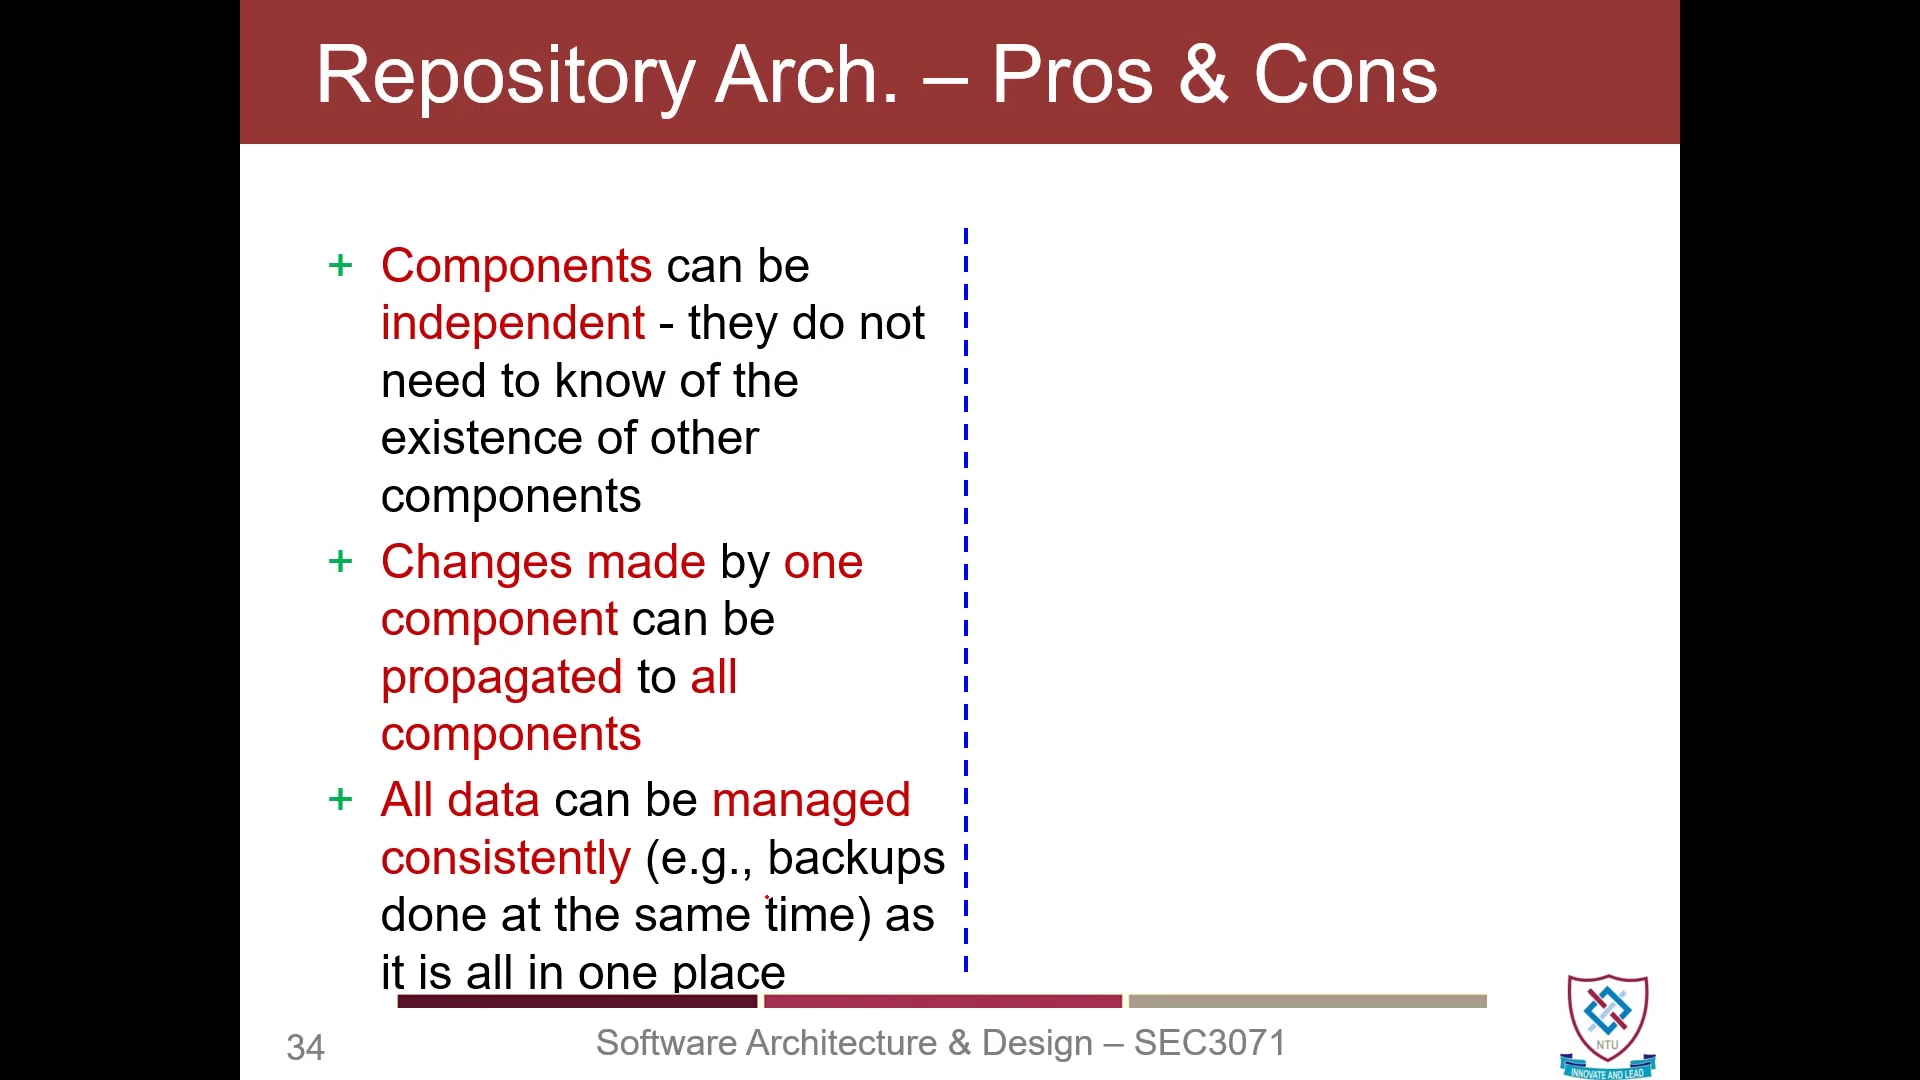 Repository Arch. – Pros & Cons
+ Components can be
independent - they do not
need to know of the
existence of other
components
+ Changes made by one
component can be
propagated to all
components
+ All data can be managed
consistently (e.g., backups
done at the same time) as
it is all in one place
34
Software Architecture & Design – SEC3071
NTU
INNOVATE AND LEAD